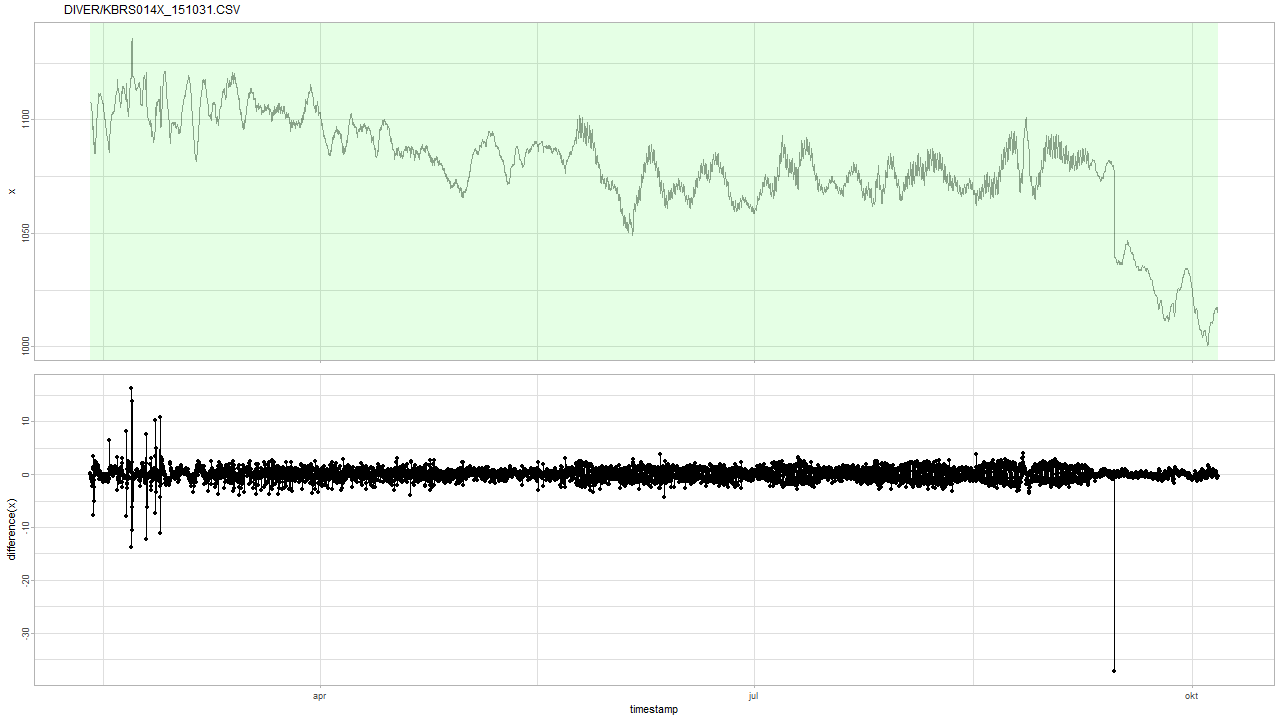 DIVER/KBRS014X_151031.CSV
1100
1050
1000
x
10
0
-10
-20
-30
difference(x)
apr
jul
okt
timestamp